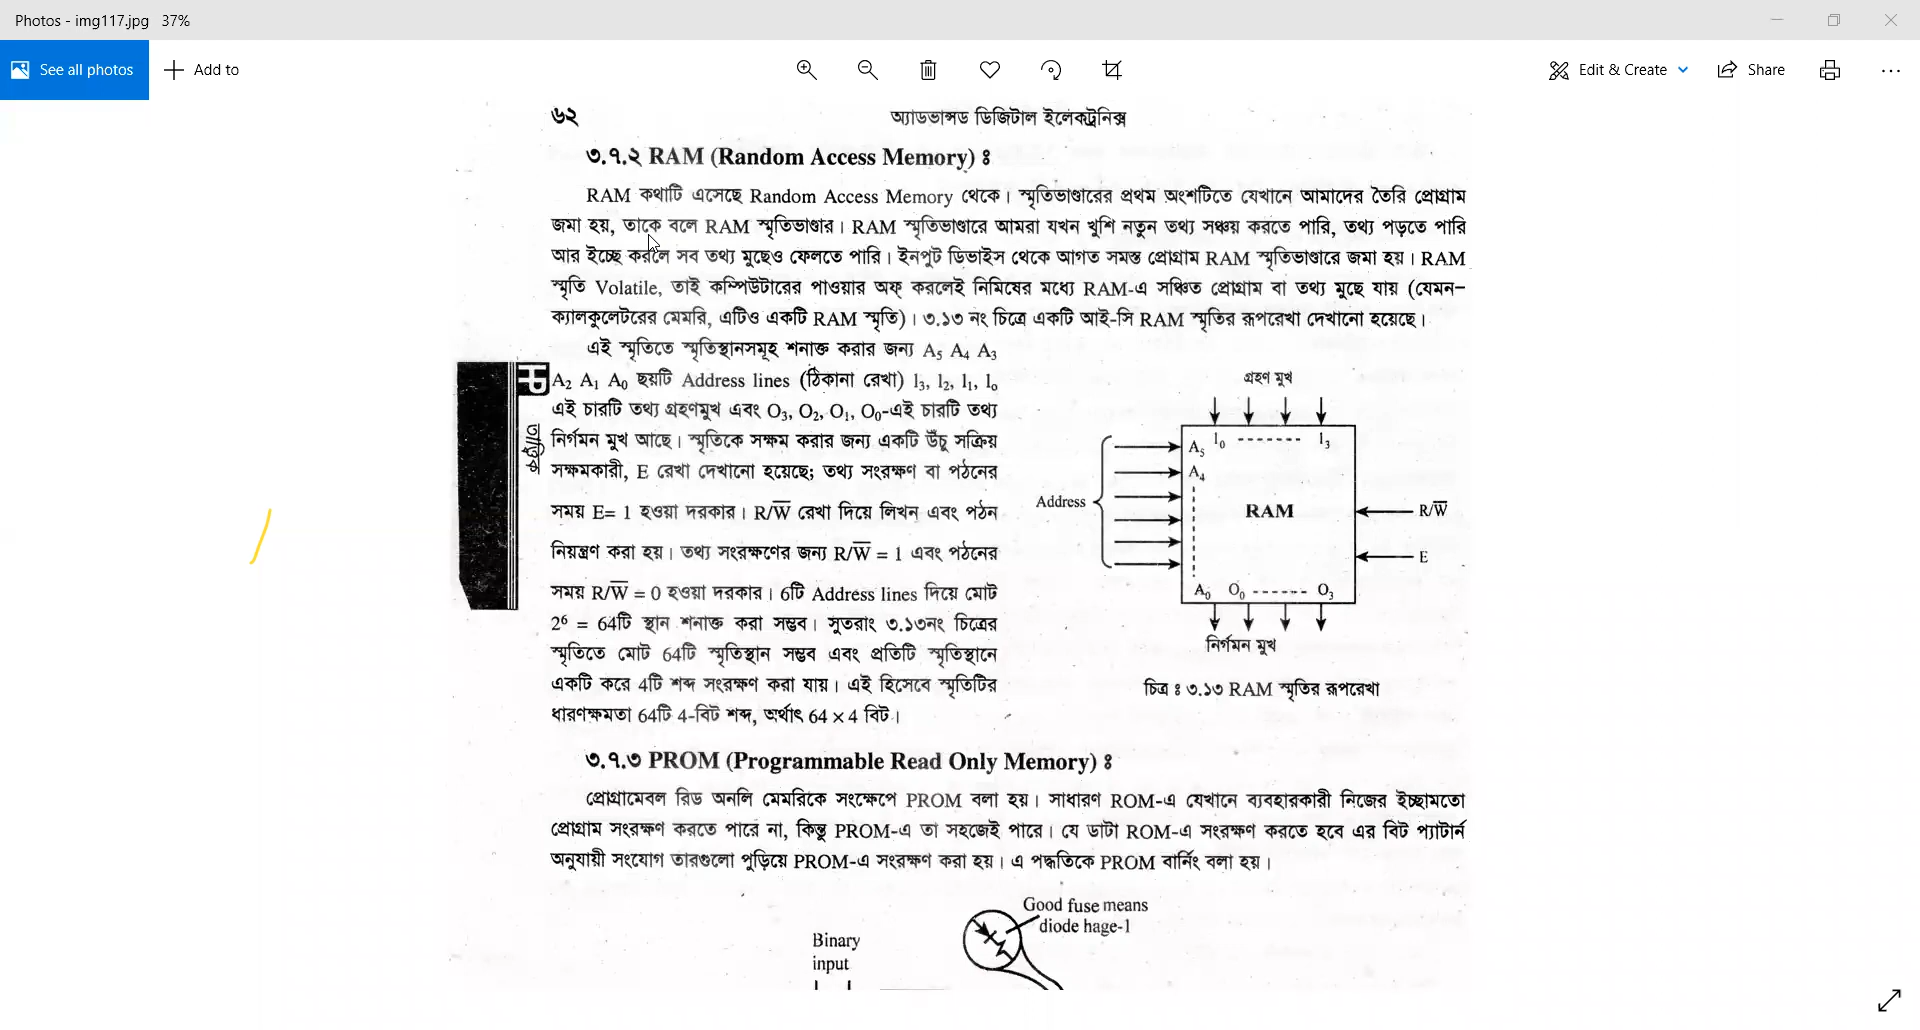 Photos - img117.jpg 37%
See all photos
Add to
Edit & Create
Share
৬২
অ্যাডভান্সড ডিজিটাল ইলেকট্রনিক্স
৩.৭.২ RAM (Random Access Memory) ঃ
RAM কথাটি এসেছে Random Access Memory থেকে। স্মৃতিভাণ্ডারের প্রথম অংশটিতে যেখানে আমাদের তৈরি প্রোগ্রাম
জমা হয়, তাকে বলে RAM স্মৃতিভাণ্ডার। RAM স্মৃতিভাণ্ডারে আমরা যখন খুশি নতুন তথ্য সঞ্চয় করতে পারি, তথ্য পড়তে পারি
আর ইচ্ছে করলে সব তথ্য মুছেও ফেলতে পারি। ইনপুট ডিভাইস থেকে আগত সমস্ত প্রোগ্রাম RAM স্মৃতিভাণ্ডারে জমা হয়। RAM
স্মৃতি Volatile, তাই কম্পিউটারের পাওয়ার অফ্ করলেই নিমিষের মধ্যে RAM-এ সঞ্চিত প্রোগ্রাম বা তথ্য মুছে যায় (যেমন–
ক্যালকুলেটরের মেমরি, এটিও একটি RAM স্মৃতি)। ৩.১৩ নং চিত্রে একটি আই-সি RAM স্মৃতির রূপরেখা দেখানো হয়েছে।
এই স্মৃতিতে স্মৃতিস্থানসমূহ শনাক্ত করার জন্য A₅ A₄ A₃
A₂ A₁ A₀ ছয়টি Address lines (ঠিকানা রেখা) l₃, l₂, l₁, l₀
এই চারটি তথ্য গ্রহণমুখ এবং O₃, O₂, O₁, O₀-এই চারটি তথ্য
নির্গমন মুখ আছে। স্মৃতিকে সক্ষম করার জন্য একটি উঁচু সক্রিয়
সক্ষমকারী, E রেখা দেখানো হয়েছে; তথ্য সংরক্ষণ বা পঠনের
সময় E= 1 হওয়া দরকার। R/W̅ রেখা দিয়ে লিখন এবং পঠন
নিয়ন্ত্রণ করা হয়। তথ্য সংরক্ষণের জন্য R/W̅ = 1 এবং পঠনের
সময় R/W̅ = 0 হওয়া দরকার। 6টি Address lines দিয়ে মোট
2⁶ = 64টি স্থান শনাক্ত করা সম্ভব। সুতরাং ৩.১৩নং চিত্রের
স্মৃতিতে মোট 64টি স্মৃতিস্থান সম্ভব এবং প্রতিটি স্মৃতিস্থানে
একটি করে 4টি শব্দ সংরক্ষণ করা যায়। এই হিসেবে স্মৃতিটির
ধারণক্ষমতা 64টি 4-বিট শব্দ, অর্থাৎ 64 × 4 বিট।
তাত্ত্বিক
গ্রহণ মুখ
A₅ l₀ ------- l₃
A₄
Address
RAM
R/W̅
E
A₀ O₀ ------ O₃
নির্গমন মুখ
চিত্র ঃ ৩.১৩ RAM স্মৃতির রূপরেখা
৩.৭.৩ PROM (Programmable Read Only Memory) ঃ
প্রোগ্রামেবল রিড অনলি মেমরিকে সংক্ষেপে PROM বলা হয়। সাধারণ ROM-এ যেখানে ব্যবহারকারী নিজের ইচ্ছামতো
প্রোগ্রাম সংরক্ষণ করতে পারে না, কিন্তু PROM-এ তা সহজেই পারে। যে ডাটা ROM-এ সংরক্ষণ করতে হবে এর বিট প্যাটার্ন
অনুযায়ী সংযোগ তারগুলো পুড়িয়ে PROM-এ সংরক্ষণ করা হয়। এ পদ্ধতিকে PROM বার্নিং বলা হয়।
Good fuse means
diode hage-1
Binary
input